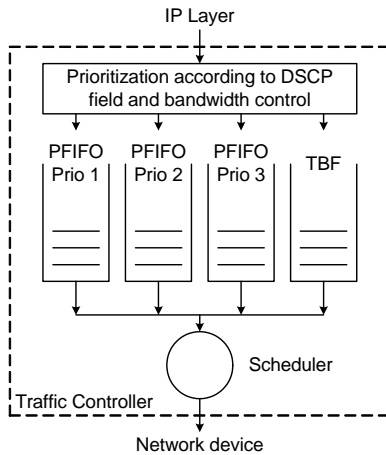 IP Layer
Prioritization according to DSCP
field and bandwidth control
PFIFO
Prio 1
PFIFO
Prio 2
PFIFO
Prio 3
TBF
Scheduler
Traffic Controller
Network device